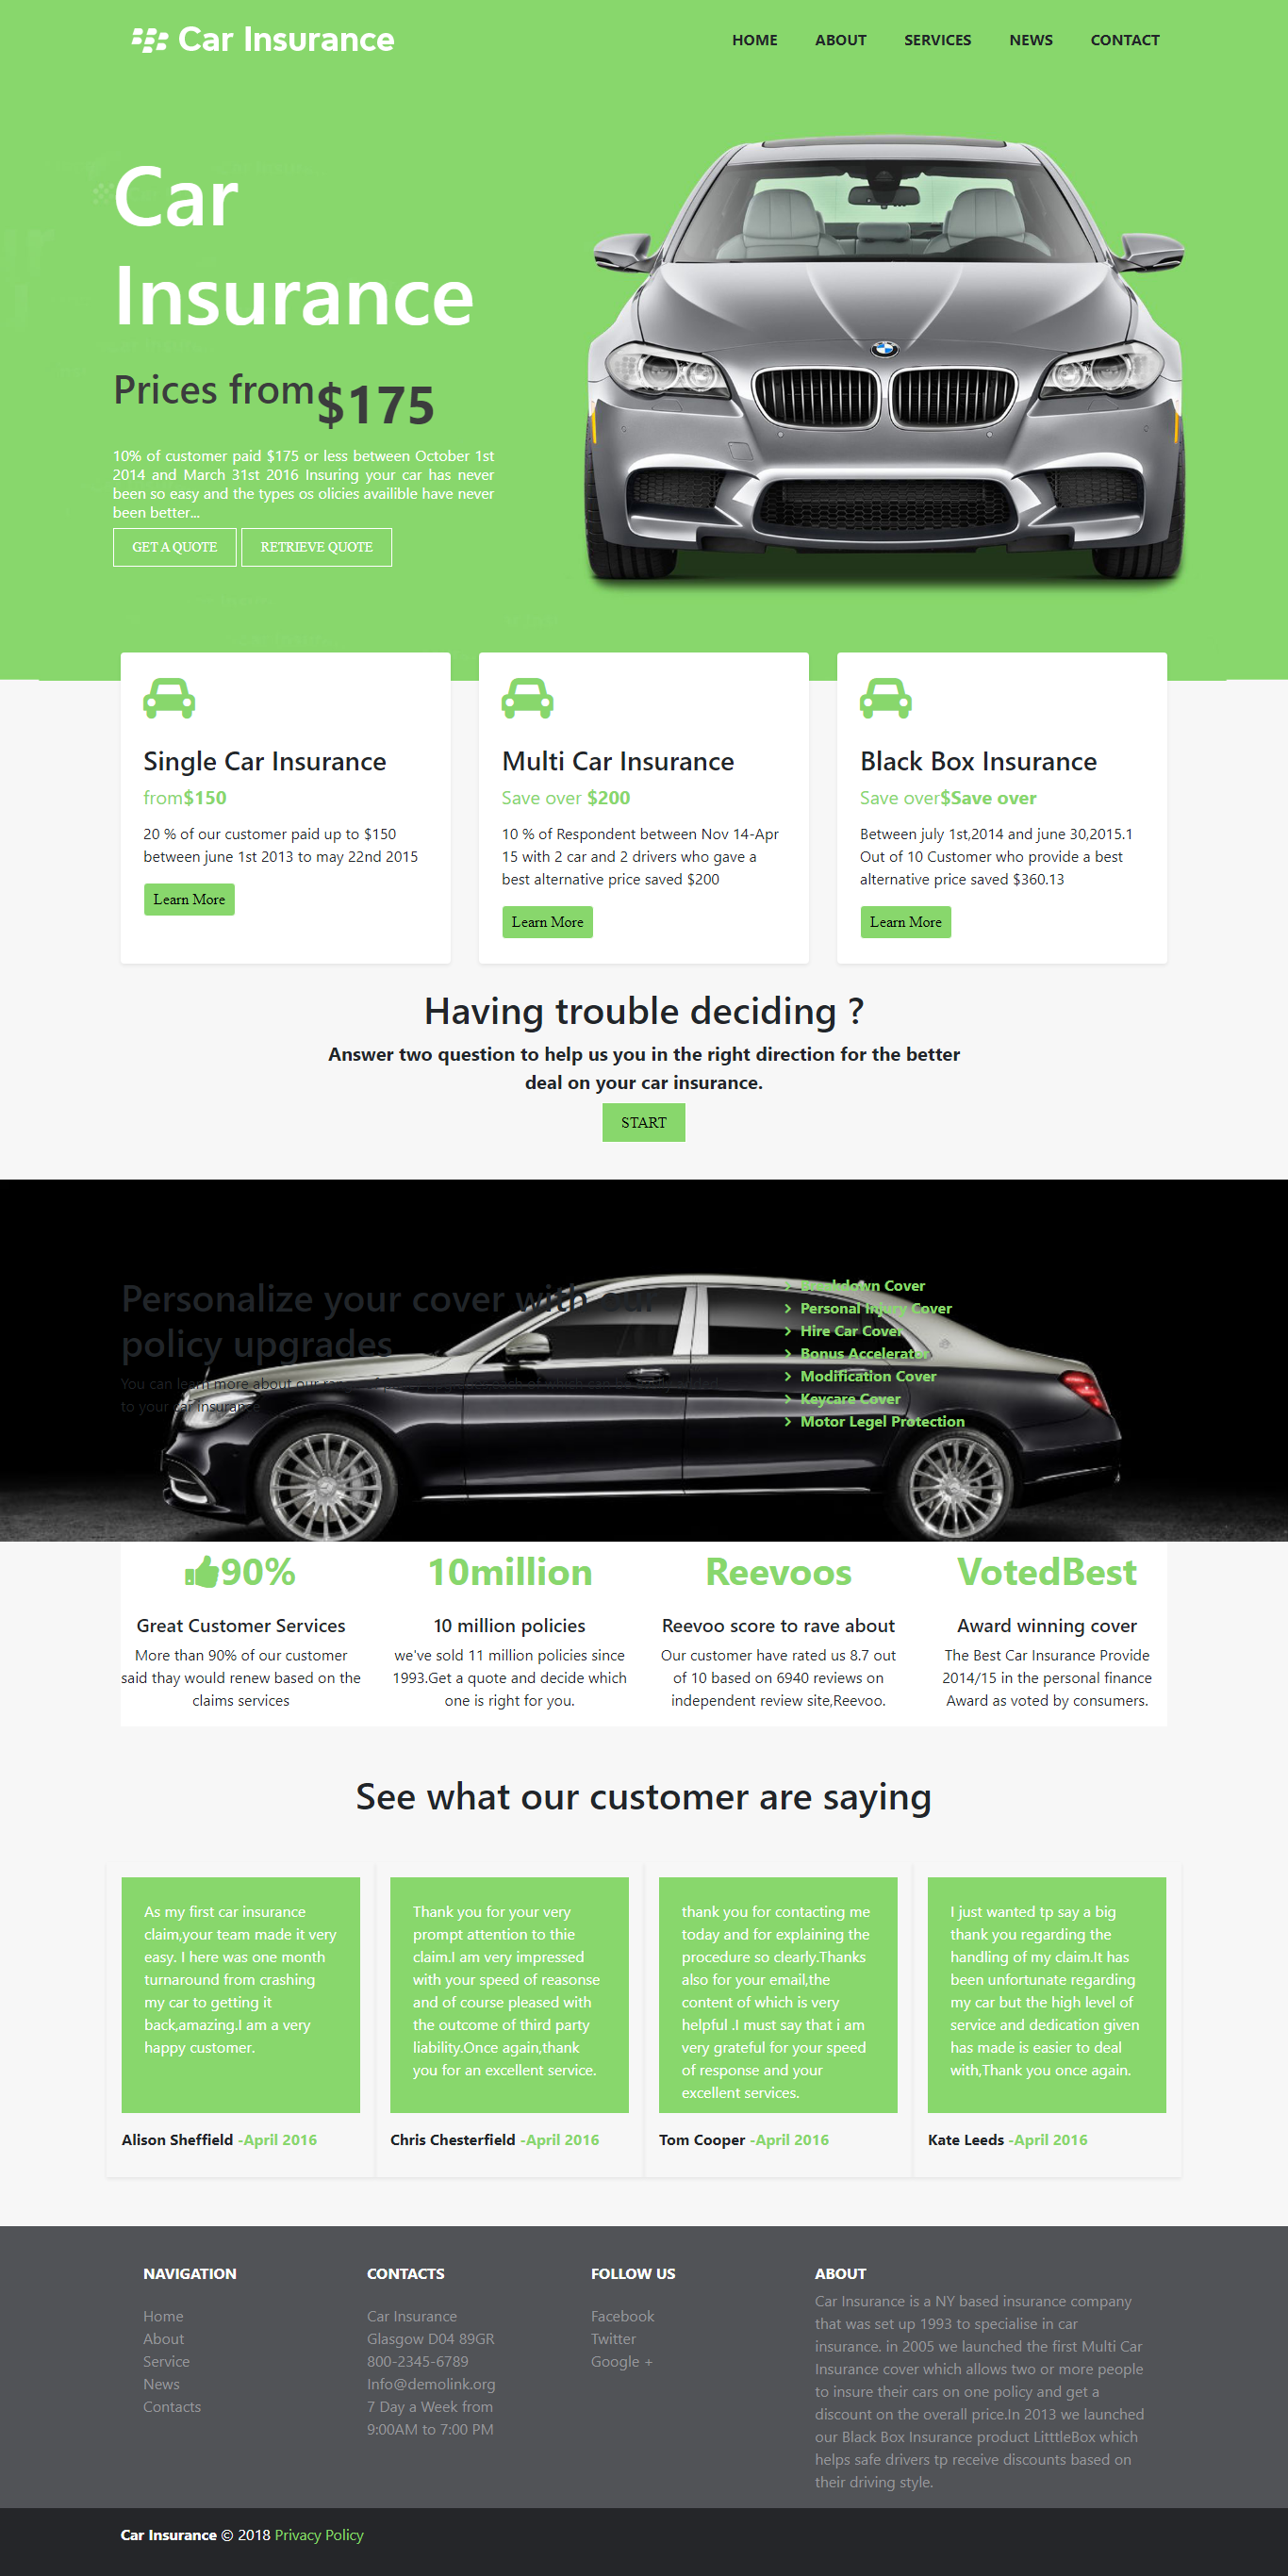 Car Insurance
HOME ABOUT SERVICES NEWS CONTACT
Car
Insurance
Prices from$175
10% of customer paid $175 or less between October 1st
2014 and March 31st 2016 Insuring your car has never
been so easy and the types os olicies availible have never
been better...
GET A QUOTE RETRIEVE QUOTE
Single Car Insurance
from$150
20 % of our customer paid up to $150
between june 1st 2013 to may 22nd 2015
Learn More
Multi Car Insurance
Save over $200
10 % of Respondent between Nov 14-Apr
15 with 2 car and 2 drivers who gave a
best alternative price saved $200
Learn More
Black Box Insurance
Save over$Save over
Between july 1st,2014 and june 30,2015.1
Out of 10 Customer who provide a best
alternative price saved $360.13
Learn More
Having trouble deciding ?
Answer two question to help us you in the right direction for the better
deal on your car insurance.
START
Personalize your cover with our
policy upgrades
You can learn more about our
to your car insurance
Breakdown Cover
Personal Injury Cover
Hire Car Cover
Bonus Accelerator
Modification Cover
Keycare Cover
Motor Legel Protection
90%
Great Customer Services
More than 90% of our customer
said thay would renew based on the
claims services
10million
10 million policies
we've sold 11 million policies since
1993.Get a quote and decide which
one is right for you.
Reevoos
Reevoo score to rave about
Our customer have rated us 8.7 out
of 10 based on 6940 reviews on
independent review site,Reevoo.
VotedBest
Award winning cover
The Best Car Insurance Provide
2014/15 in the personal finance
Award as voted by consumers.
See what our customer are saying
As my first car insurance
claim,your team made it very
easy. I here was one month
turnaround from crashing
my car to getting it
back,amazing.I am a very
happy customer.
Alison Sheffield -April 2016
Thank you for your very
prompt attention to thie
claim.I am very impressed
with your speed of reasonse
and of course pleased with
the outcome of third party
liability.Once again,thank
you for an excellent service.
Chris Chesterfield -April 2016
thank you for contacting me
today and for explaining the
procedure so clearly.Thanks
also for your email,the
content of which is very
helpful .I must say that i am
very grateful for your speed
of response and your
excellent services.
Tom Cooper -April 2016
I just wanted tp say a big
thank you regarding the
handling of my claim.It has
been unfortunate regarding
my car but the high level of
service and dedication given
has made is easier to deal
with,Thank you once again.
Kate Leeds -April 2016
NAVIGATION
Home
About
Service
News
Contacts
CONTACTS
Car Insurance
Glasgow D04 89GR
800-2345-6789
Info@demolink.org
7 Day a Week from
9:00AM to 7:00 PM
FOLLOW US
Facebook
Twitter
Google +
ABOUT
Car Insurance is a NY based insurance company
that was set up 1993 to specialise in car
insurance. in 2005 we launched the first Multi Car
Insurance cover which allows two or more people
to insure their cars on one policy and get a
discount on the overall price.In 2013 we launched
our Black Box Insurance product LitttleBox which
helps safe drivers tp receive discounts based on
their driving style.
Car Insurance © 2018 Privacy Policy